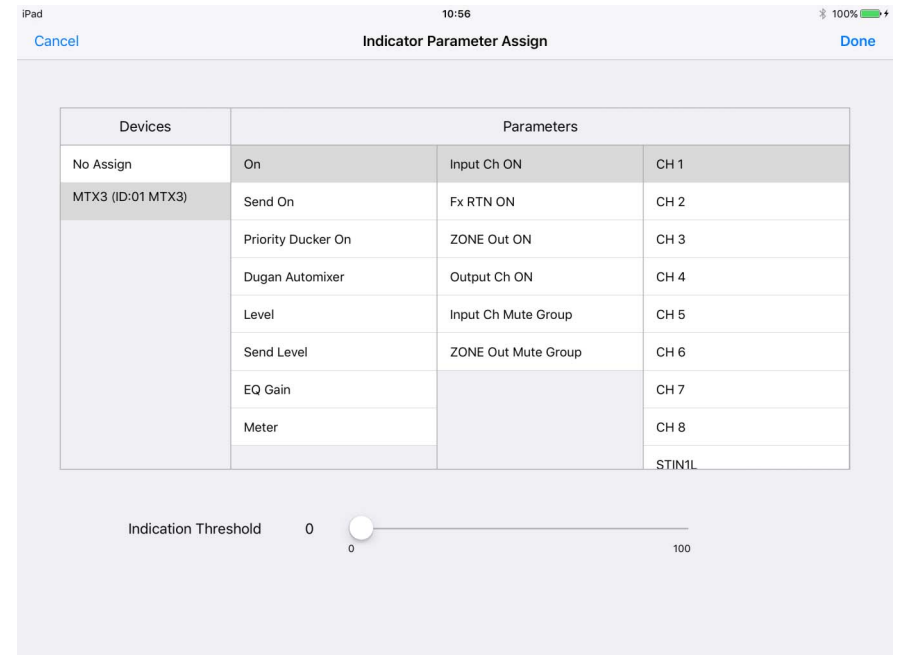 iPad 10:56 100%
Cancel Indicator Parameter Assign Done
Devices Parameters
No Assign On Input Ch ON CH 1
MTX3 (ID:01 MTX3) Send On Fx RTN ON CH 2
Priority Ducker On ZONE Out ON CH 3
Dugan Automixer Output Ch ON CH 4
Level Input Ch Mute Group CH 5
Send Level ZONE Out Mute Group CH 6
EQ Gain CH 7
Meter CH 8
STIN1L
Indication Threshold 0
0 100